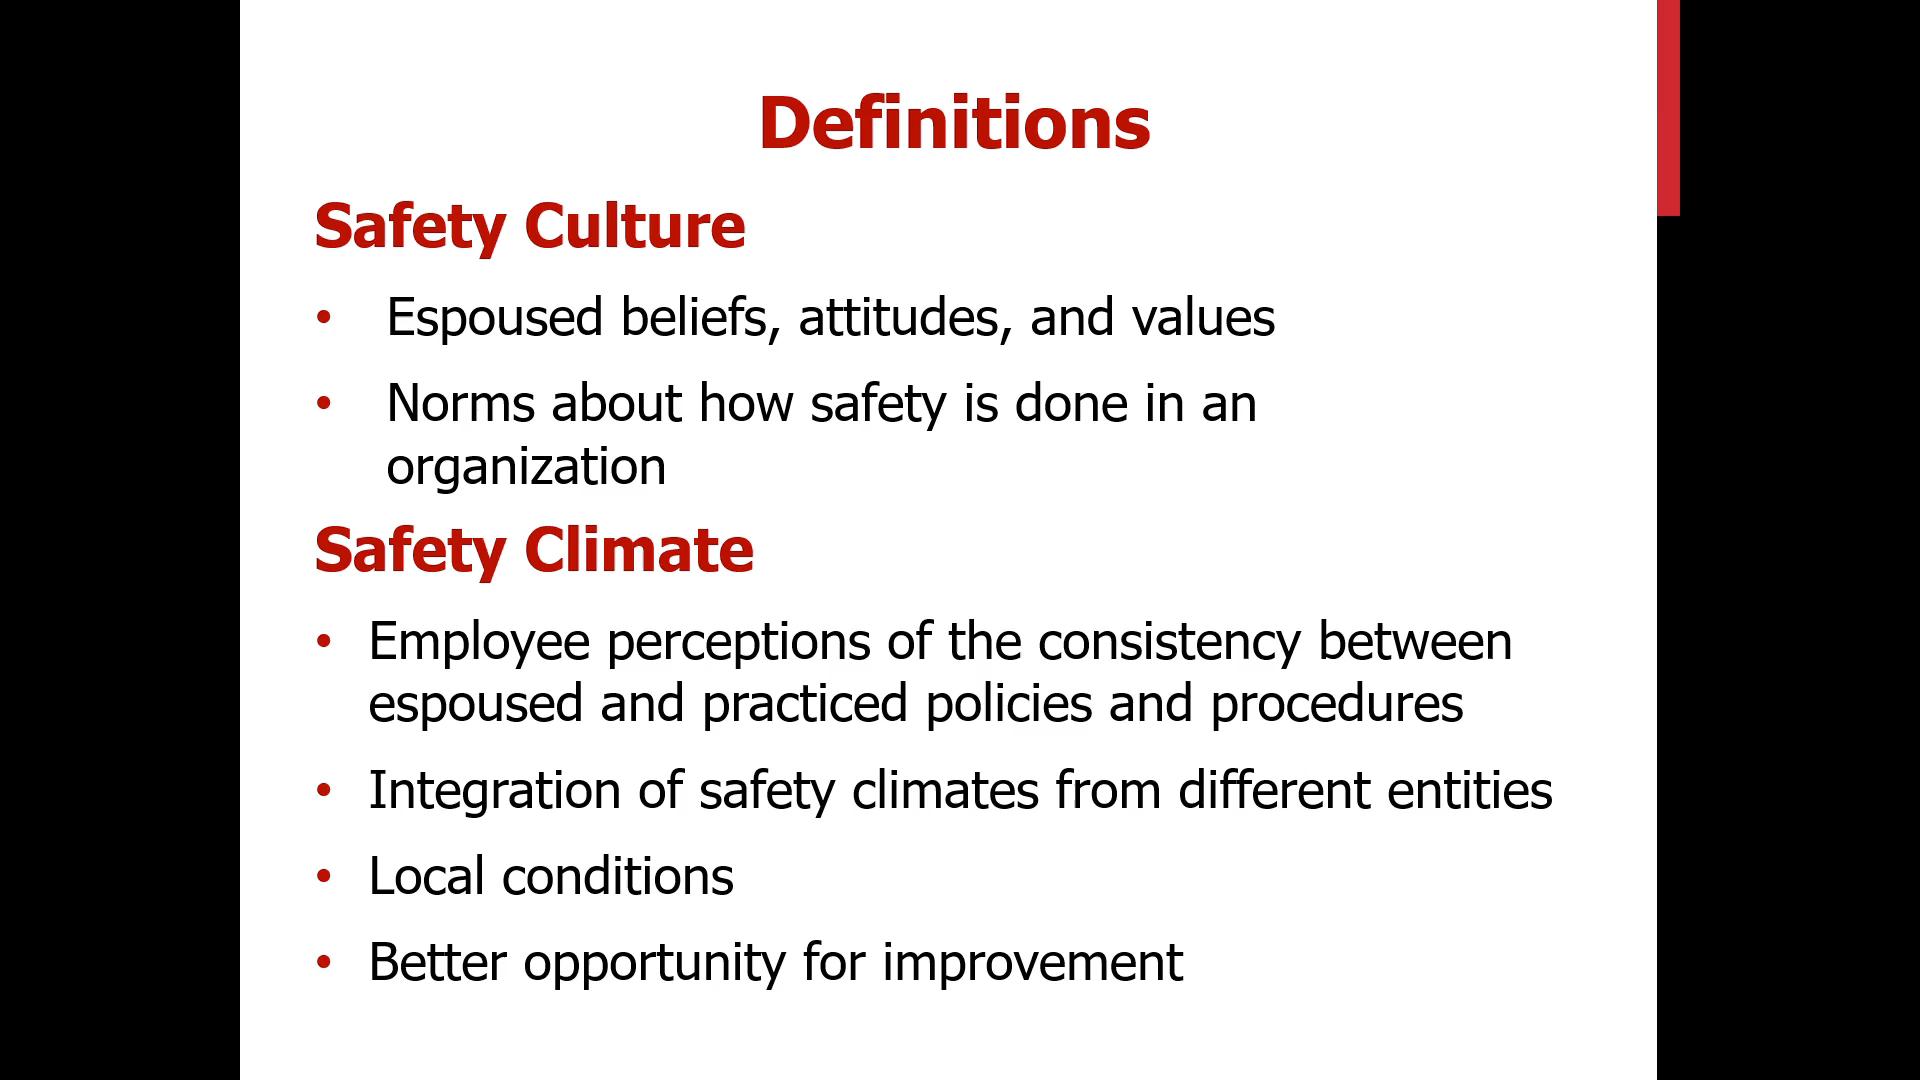 Definitions
Safety Culture
• Espoused beliefs, attitudes, and values
• Norms about how safety is done in an
organization
Safety Climate
• Employee perceptions of the consistency between
espoused and practiced policies and procedures
• Integration of safety climates from different entities
• Local conditions
• Better opportunity for improvement